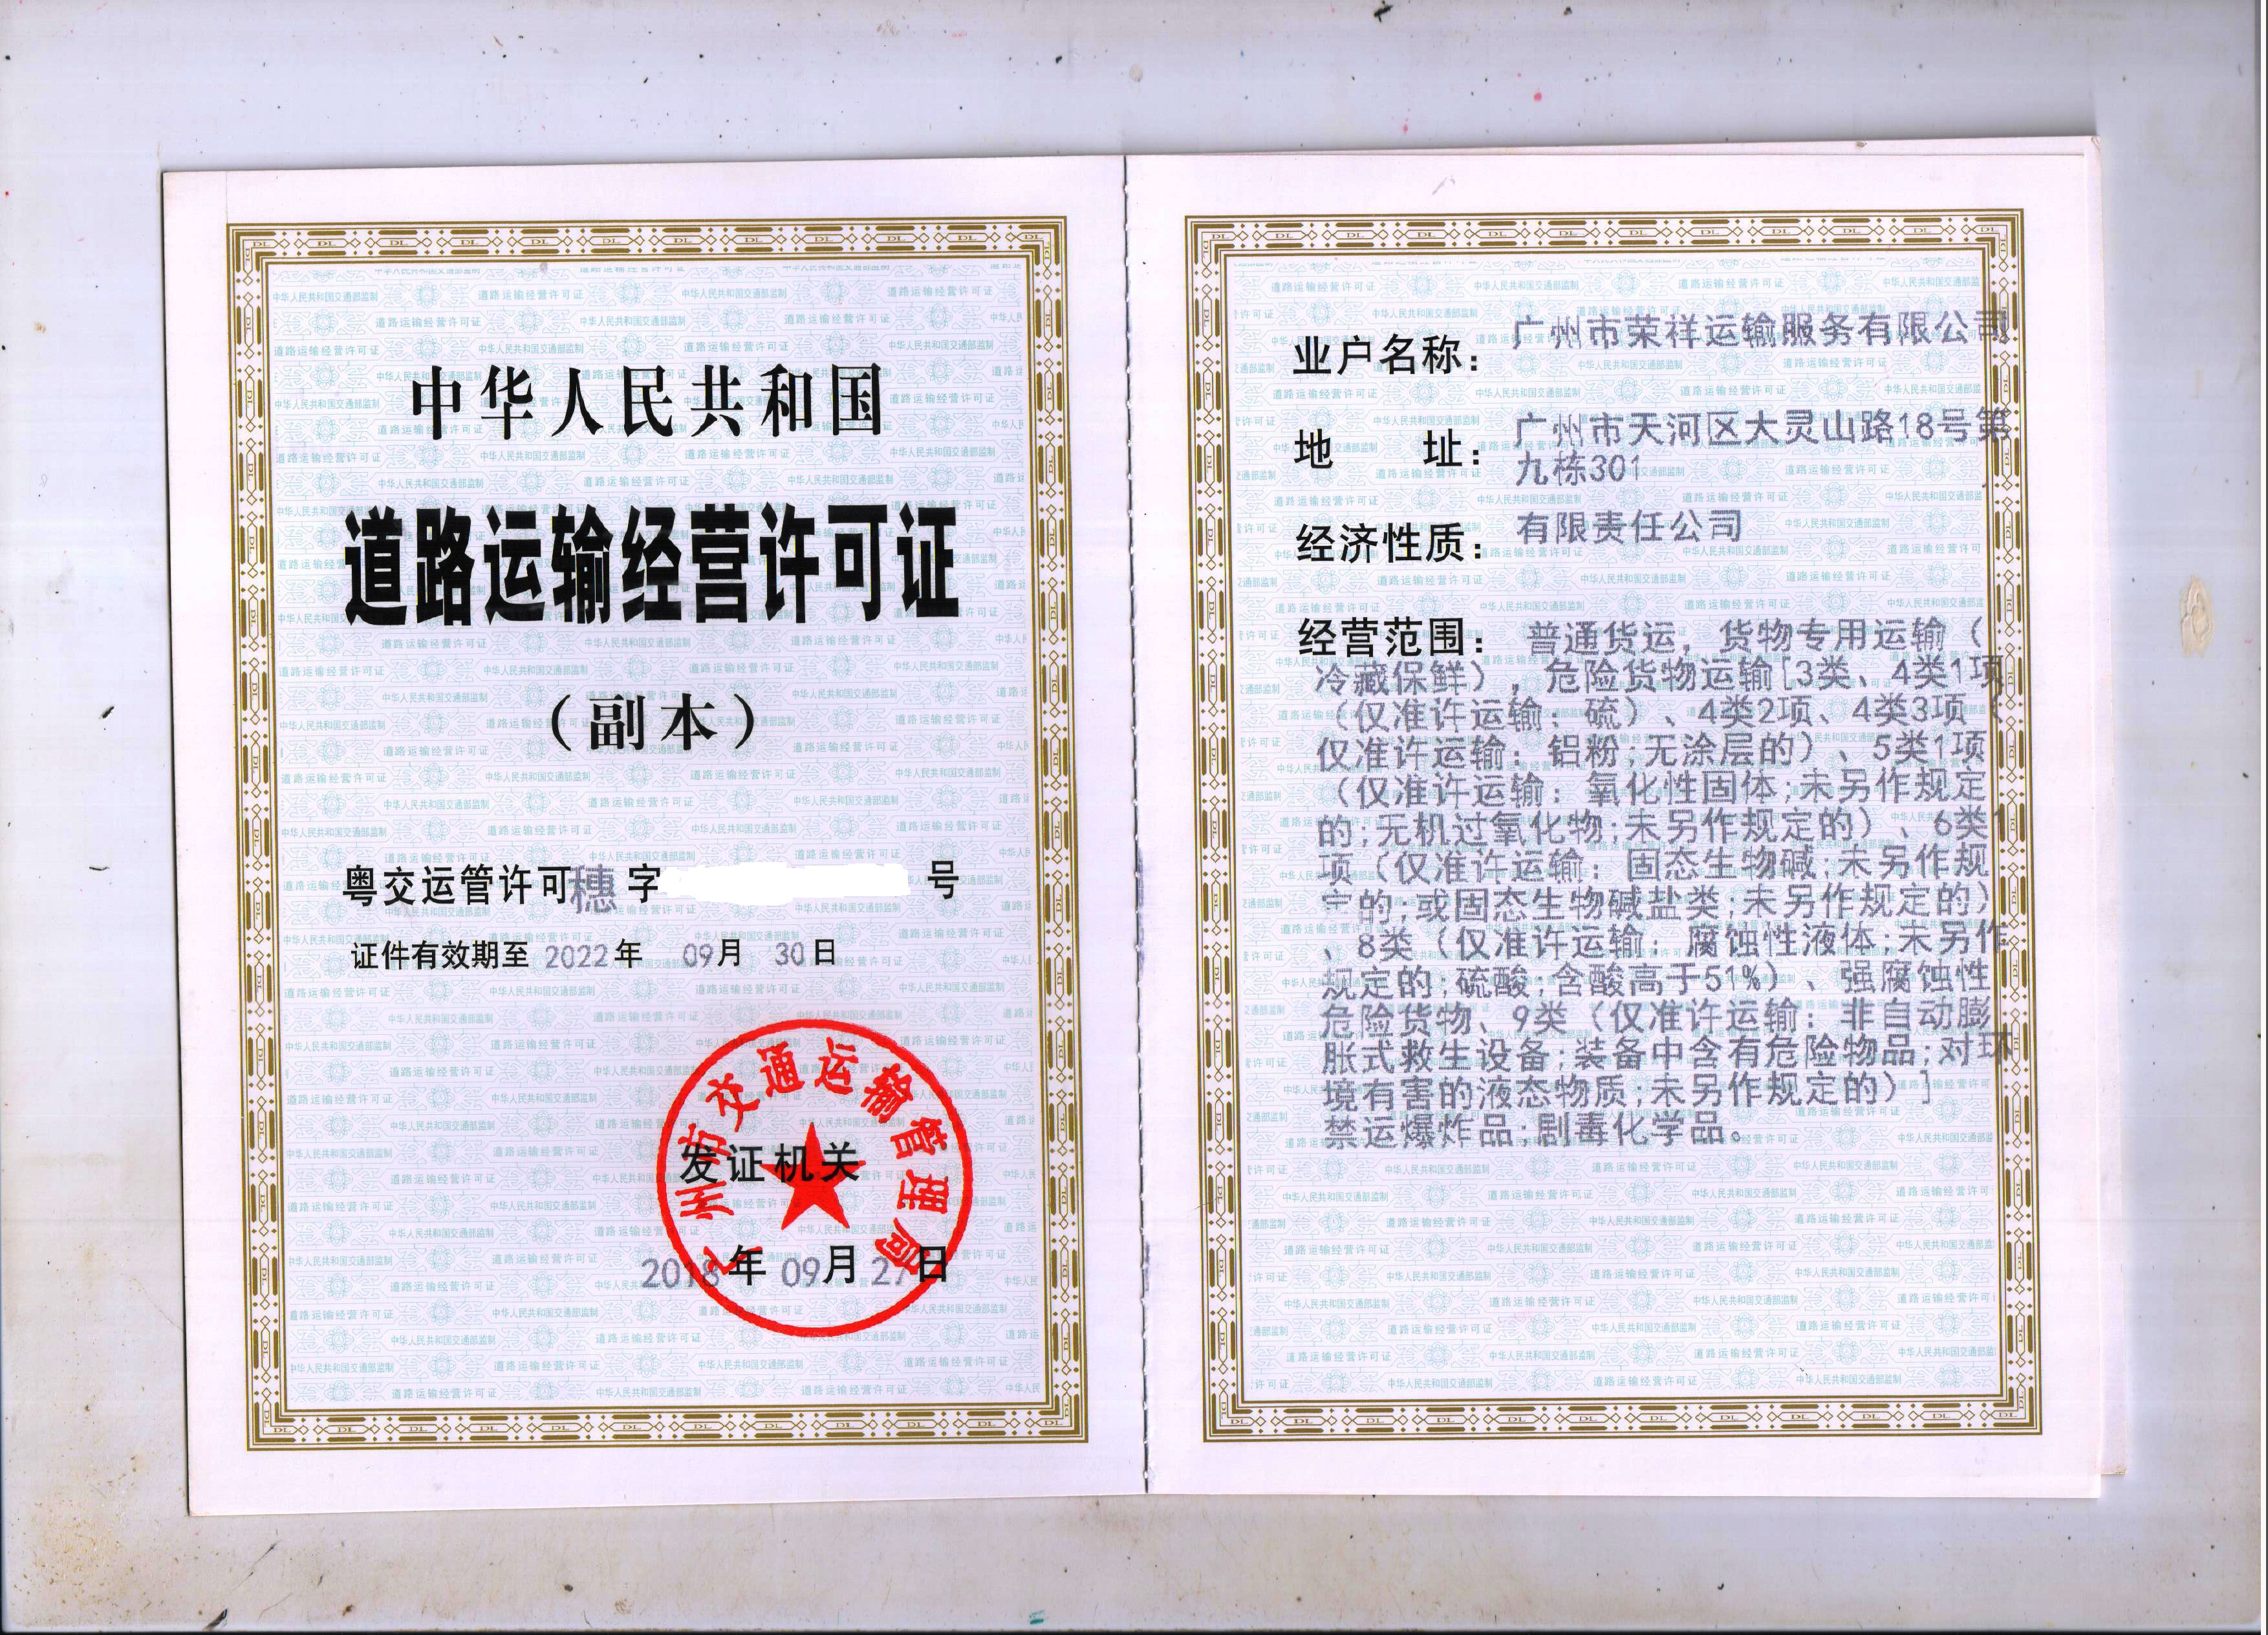 中华人民共和国
道路运输经营许可证
（副本）
粤交运管许可穗字 号
证件有效期至 2022年 09月 30日
广州市交通运输管理局
发证机关
2018年 09月 27日
业户名称：广州市荣祥运输服务有限公司
地 址：广州市天河区大灵山路18号第
九栋301
经济性质：有限责任公司
经营范围：普通货运，货物专用运输（
冷藏保鲜），危险货物运输[3类、4类1项
（仅准许运输：硫）、4类2项、4类3项（
仅准许运输：铝粉;无涂层的）、5类1项
（仅准许运输：氧化性固体;未另作规定
的;无机过氧化物;未另作规定的）、6类1
项（仅准许运输：固态生物碱;未另作规
定的;或固态生物碱盐类;未另作规定的）
、8类（仅准许运输：腐蚀性液体;未另作
规定的;硫酸;含酸高于51%）、强腐蚀性
危险货物、9类（仅准许运输：非自动膨
胀式救生设备;装备中含有危险物品;对环
境有害的液态物质;未另作规定的）]
禁运爆炸品;剧毒化学品。